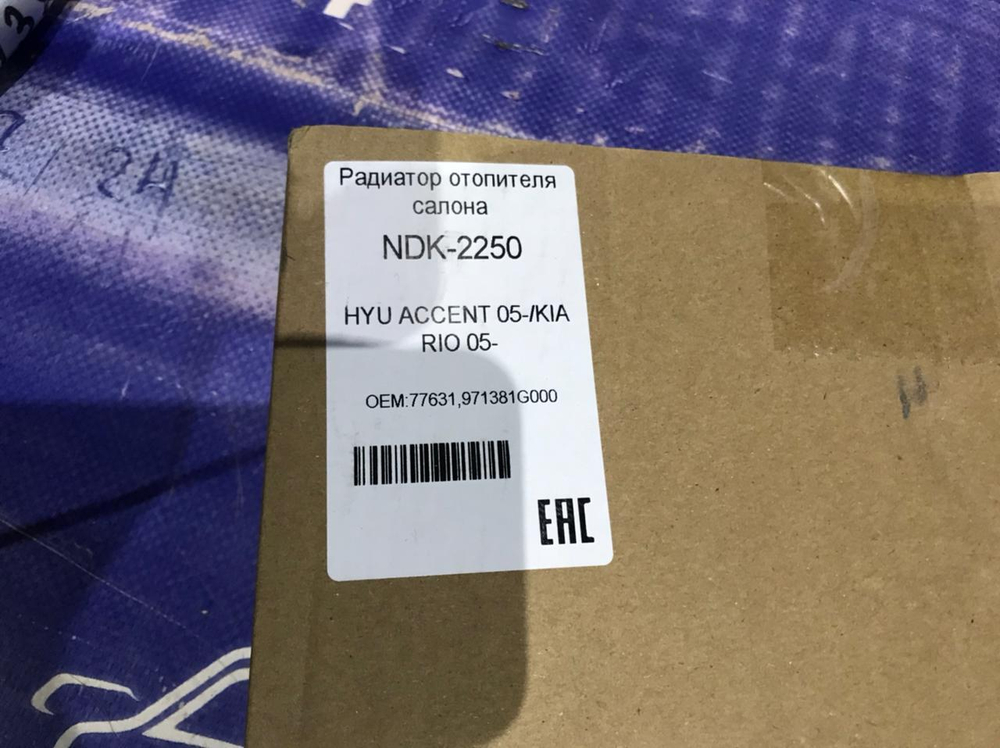 Радиатор отопителя
салона
NDK-2250
HYU ACCENT 05-/KIA
RIO 05-
OEM:77631,971381G000
EAC